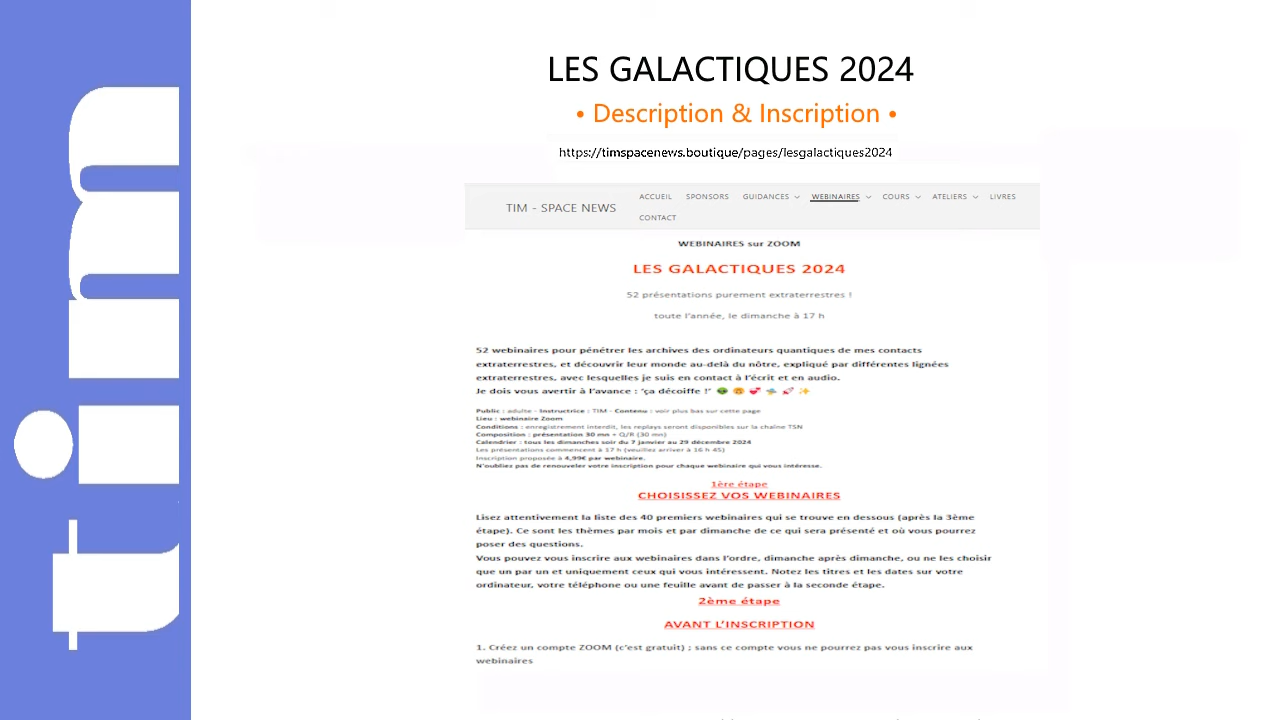 tim
LES GALACTIQUES 2024
• Description & Inscription •
https://timspacenews.boutique/pages/lesgalactiques2024
TIM - SPACE NEWS
ACCUEIL SPONSORS GUIDANCES WEBINAIRES COURS ATELIERS LIVRES
CONTACT
WEBINAIRES sur ZOOM
LES GALACTIQUES 2024
52 présentations purement extraterrestres !
toute l'année, le dimanche à 17 h
52 webinaires pour pénétrer les archives des ordinateurs quantiques de mes contacts
extraterrestres, et découvrir leur monde au-delà du nôtre, expliqué par différentes lignées
extraterrestres, avec lesquelles je suis en contact à l'écrit et en audio.
Je dois vous avertir à l'avance : 'ça décoiffe !'
Public : adulte - Instructrice : TIM - Contenu : voir plus bas sur cette page
Lieu : webinaire Zoom
Conditions : enregistrement interdit, les replays seront disponibles sur la chaîne TSN
Composition : présentation 30 mn + Q/R (30 mn)
Calendrier : tous les dimanches soir du 7 janvier au 29 décembre 2024
Les présentations commencent à 17 h (veuillez arriver à 16 h 45)
Inscription proposée à 4,99€ par webinaire.
N'oubliez pas de renouveler votre inscription pour chaque webinaire qui vous intéresse.
1ère étape
CHOISISSEZ VOS WEBINAIRES
Lisez attentivement la liste des 40 premiers webinaires qui se trouve en dessous (après la 3ème
étape). Ce sont les thèmes par mois et par dimanche de ce qui sera présenté et où vous pourrez
poser des questions.
Vous pouvez vous inscrire aux webinaires dans l'ordre, dimanche après dimanche, ou ne les choisir
que un par un et uniquement ceux qui vous intéressent. Notez les titres et les dates sur votre
ordinateur, votre téléphone ou une feuille avant de passer à la seconde étape.
2ème étape
AVANT L'INSCRIPTION
1. Créez un compte ZOOM (c'est gratuit) ; sans ce compte vous ne pourrez pas vous inscrire aux
webinaires